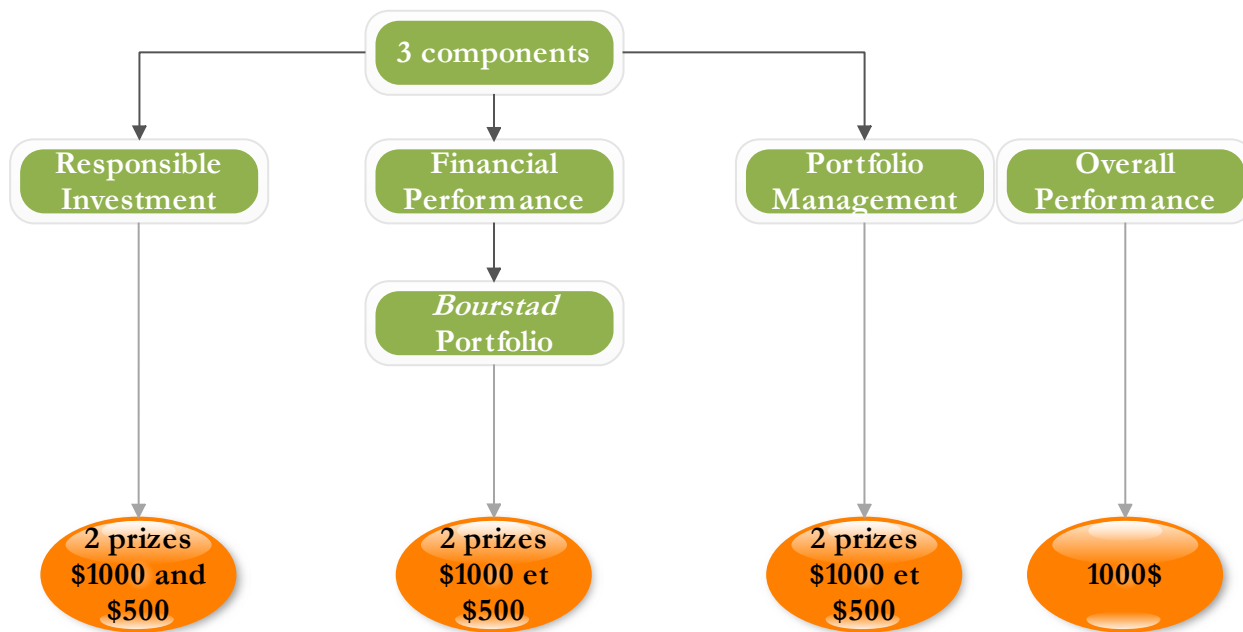 3 components
Responsible
Investment
Financial
Performance
Portfolio
Management
Overall
Performance
Bourstad
Portfolio
2 prizes
$1000 and
$500
2 prizes
$1000 et
$500
2 prizes
$1000 et
$500
1000$